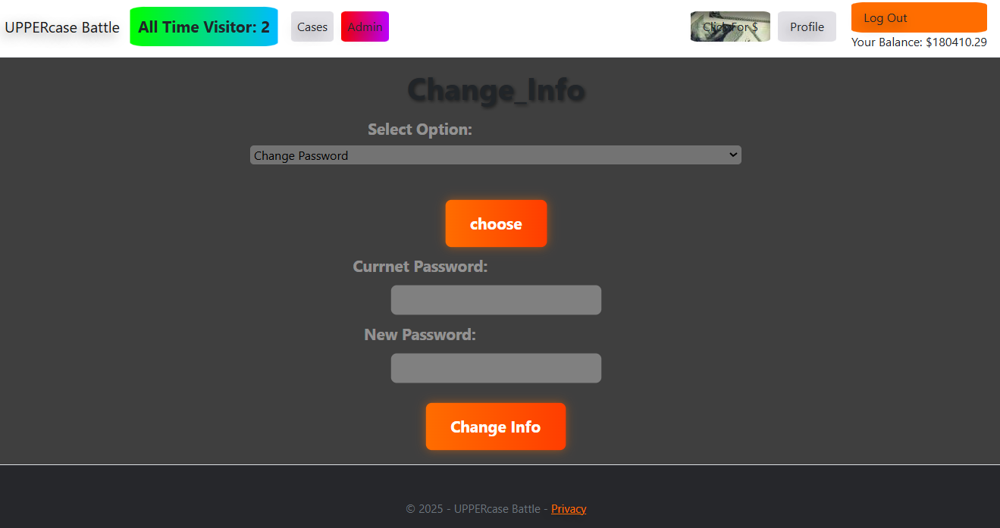 UPPERcase Battle
All Time Visitor: 2
Cases
Admin
Click For $
Profile
Log Out
Your Balance: $180410.29
Change_Info
Select Option:
Change Password
choose
Currnet Password:
New Password:
Change Info
© 2025 - UPPERcase Battle - Privacy